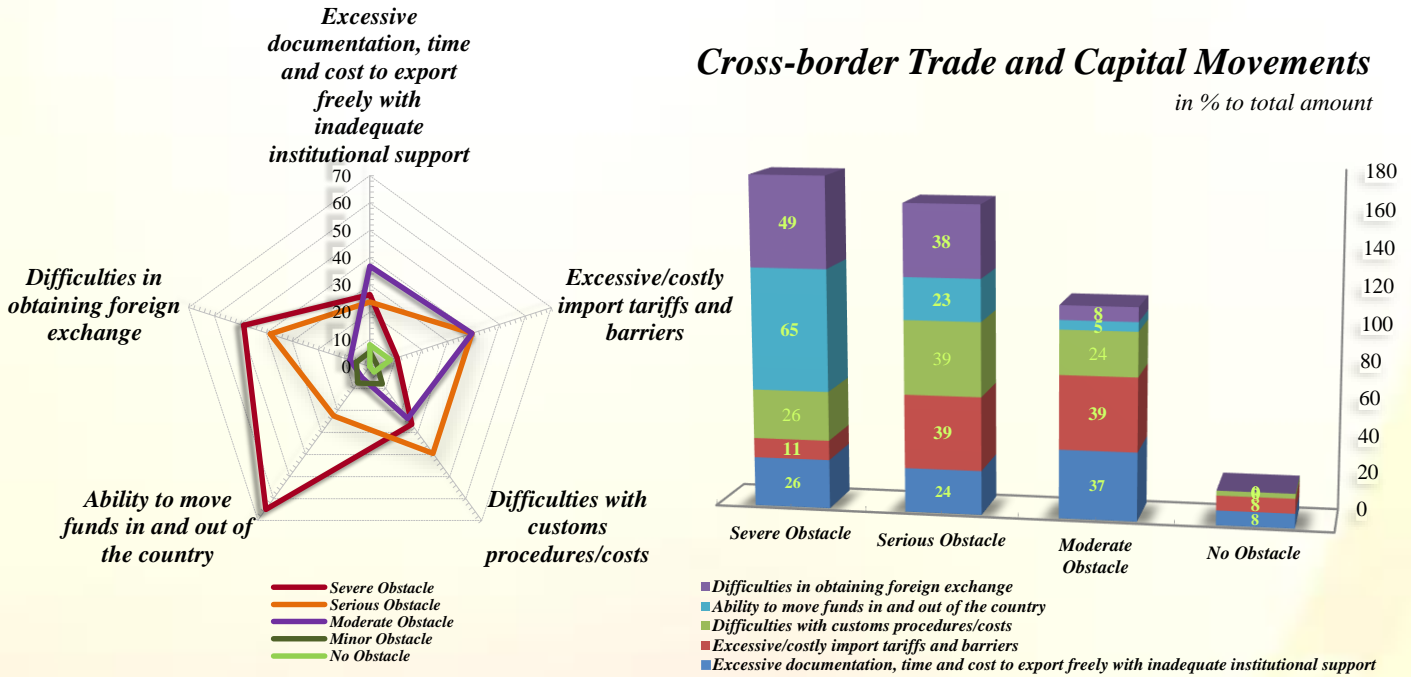 Excessive
documentation, time
and cost to export
freely with
inadequate
institutional support
70
60
50
40
30
20
10
0
Difficulties in
obtaining foreign
exchange
Excessive/costly
import tariffs and
barriers
Ability to move
funds in and out of
the country
Difficulties with
customs
procedures/costs
Severe Obstacle
Serious Obstacle
Moderate Obstacle
Minor Obstacle
No Obstacle
Cross-border Trade and Capital Movements
in % to total amount
180
160
140
120
100
80
60
40
20
0
49
65
26
11
26
38
23
39
39
24
8
5
24
39
37
0
8
8
Severe Obstacle
Serious Obstacle
Moderate
Obstacle
No Obstacle
Difficulties in obtaining foreign exchange
Ability to move funds in and out of the country
Difficulties with customs procedures/costs
Excessive/costly import tariffs and barriers
Excessive documentation, time and cost to export freely with inadequate institutional support